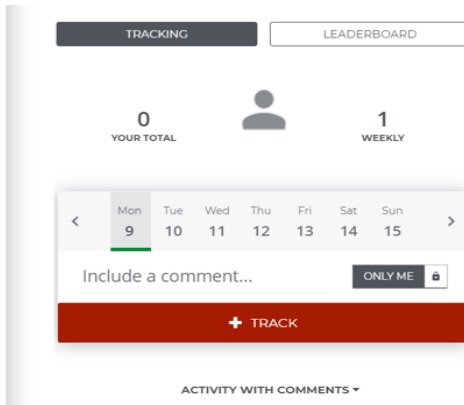 TRACKING LEADERBOARD
0 1
YOUR TOTAL WEEKLY
Mon Tue Wed Thu Fri Sat Sun
< 9 10 11 12 13 14 15 >
Include a comment... ONLY ME
+ TRACK
ACTIVITY WITH COMMENTS